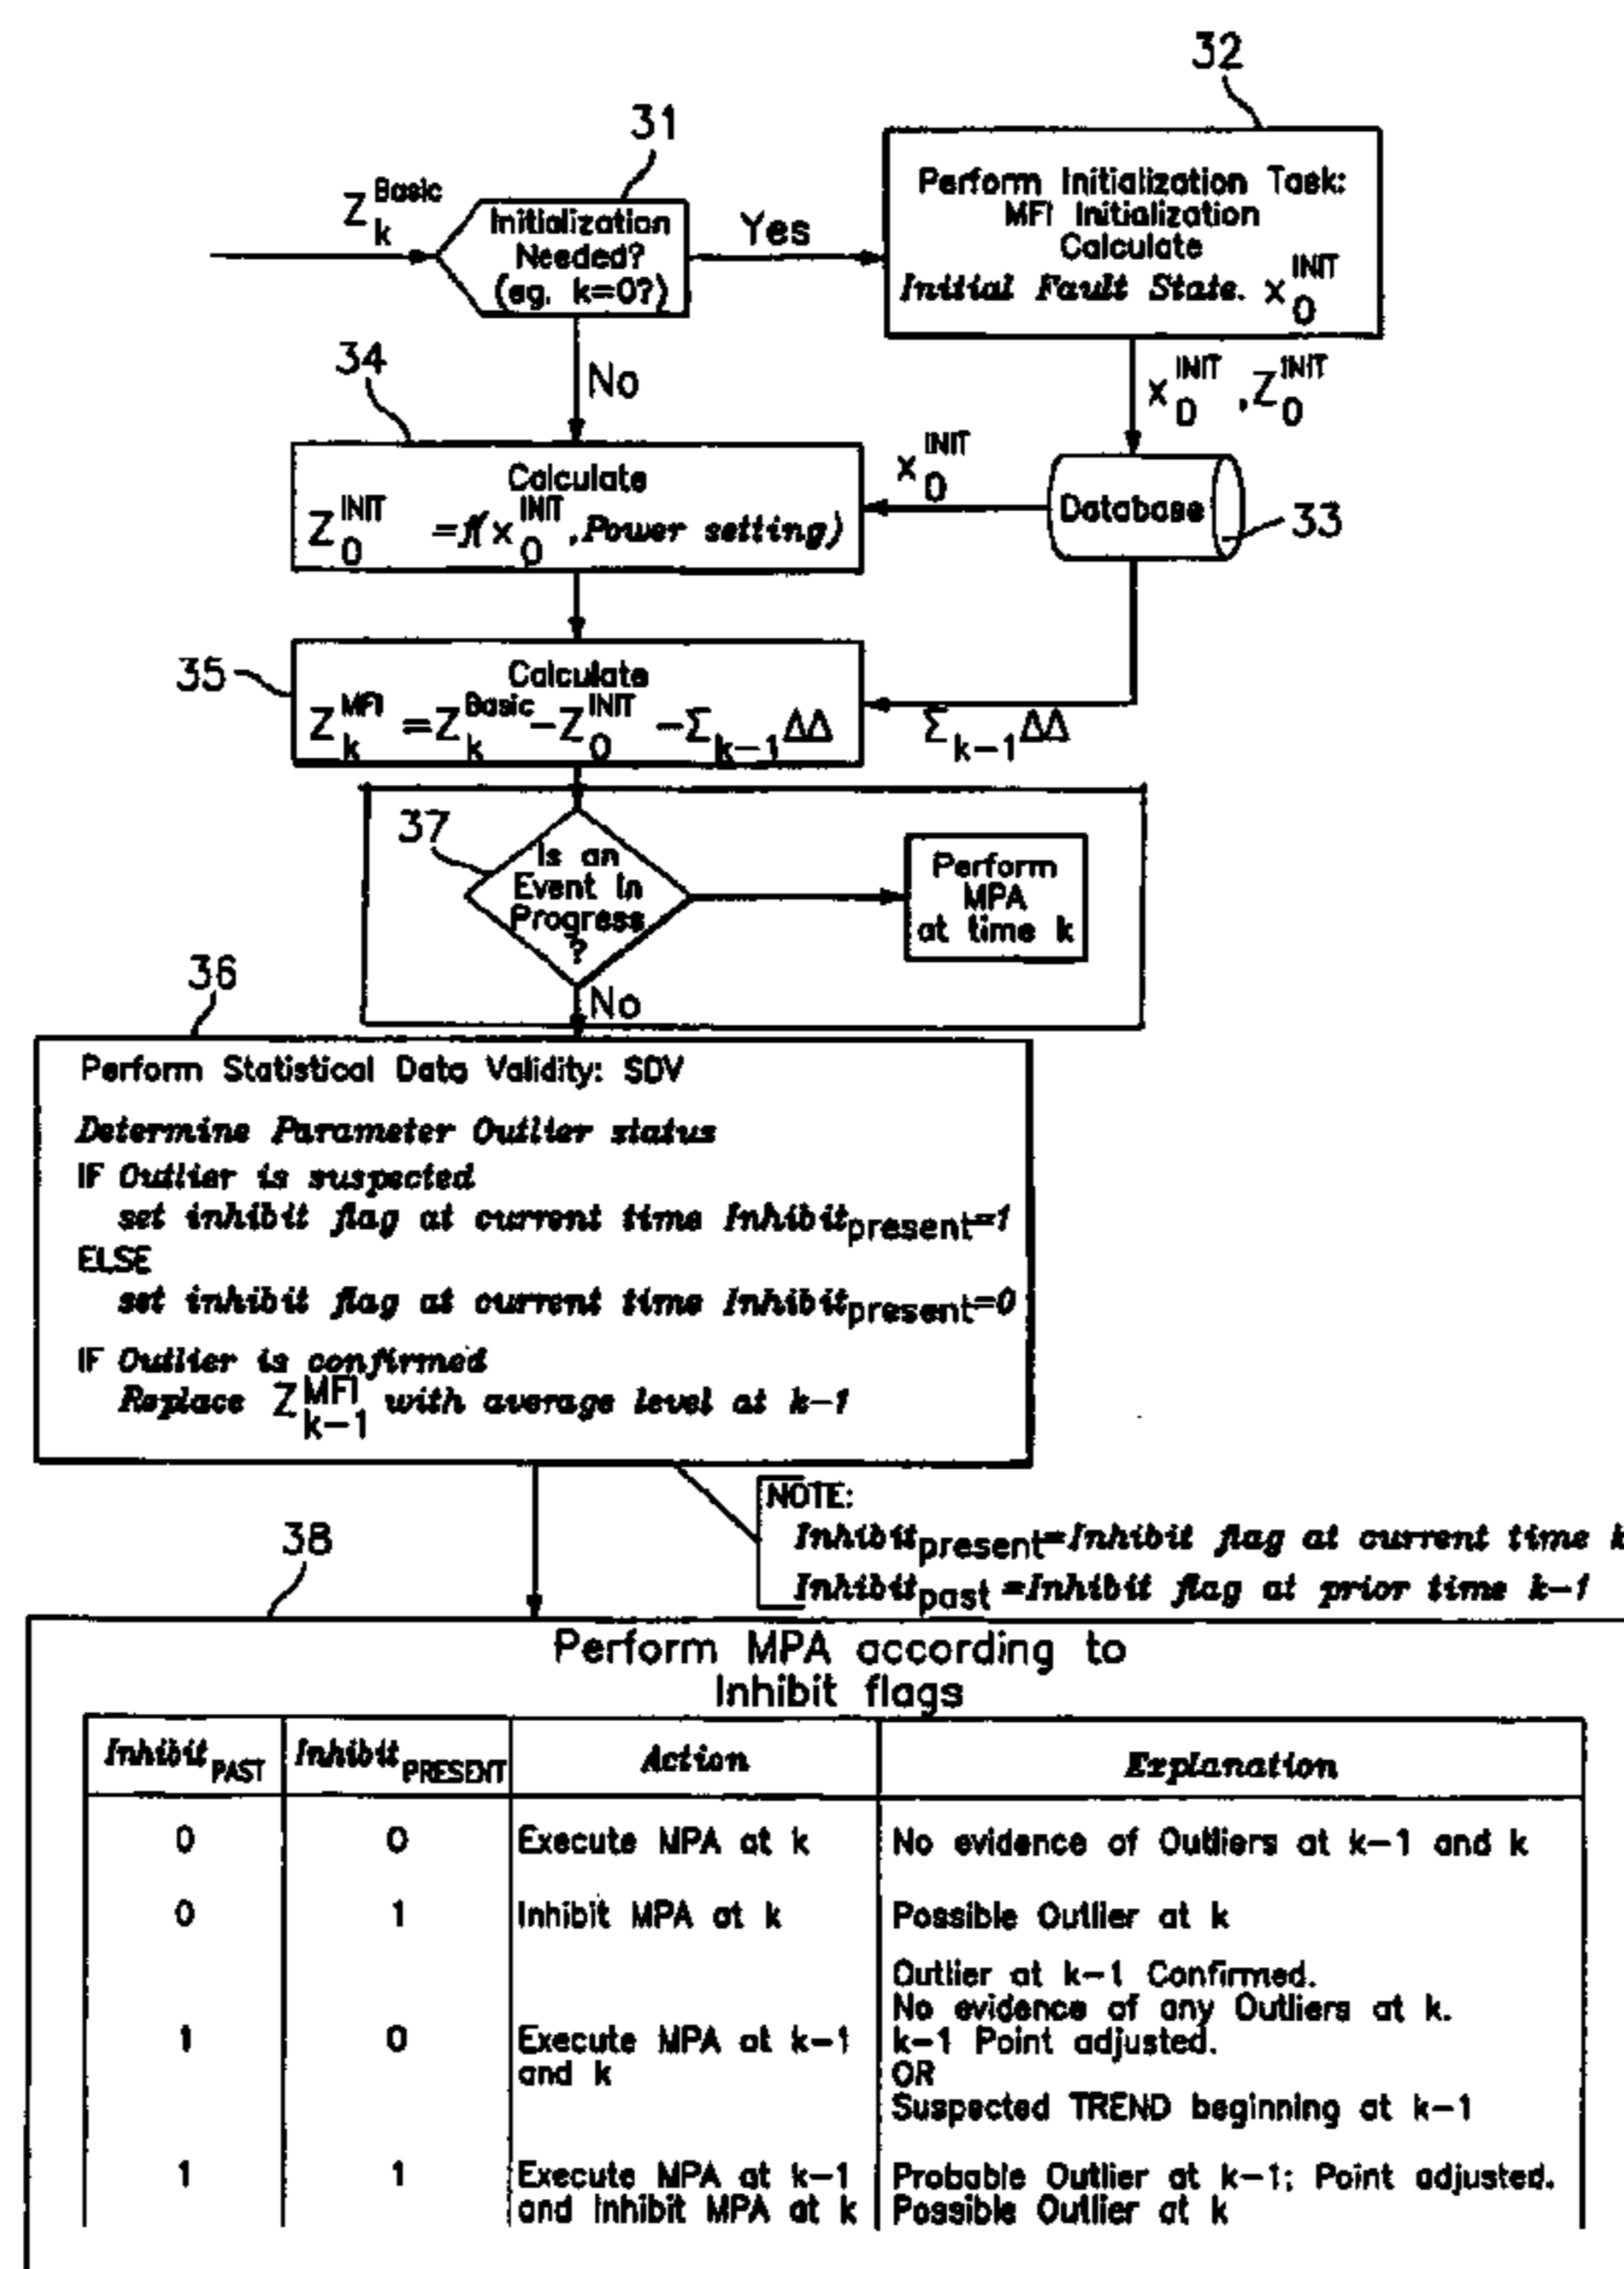 32
31
Z_k^Basic
Initialization
Needed?
(eg. k=0?)
Yes
Perform Initialization Task:
MFI Initialization
Calculate
Initial Fault State. x_0^INIT
No
34
x_0^INIT, Z_0^INIT
x_0^INIT
Database
33
Calculate
Z_0^INIT =f(x_0^INIT, Power setting)
35
Calculate
Z_k^MFI =Z_k^Basic -Z_0^INIT -Σ_k-1 ΔΔ
Σ_k-1 ΔΔ
37
Is an
Event In
Progress
?
Perform
MPA
at time k
No
36
Perform Statistical Data Validity: SDV
Determine Parameter Outlier status
IF Outlier is suspected
set inhibit flag at current time Inhibit_present=1
ELSE
set inhibit flag at current time Inhibit_present=0
IF Outlier is confirmed
Replace Z_k-1^MFI with average level at k-1
NOTE:
Inhibit_present=Inhibit flag at current time k
Inhibit_past =Inhibit flag at prior time k-1
38
Perform MPA according to
Inhibit flags
Inhibit_PAST Inhibit_PRESENT Action Explanation
0 0 Execute MPA at k No evidence of Outliers at k-1 and k
0 1 Inhibit MPA at k Possible Outlier at k
Outlier at k-1 Confirmed.
No evidence of any Outliers at k.
1 0 Execute MPA at k-1 k-1 Point adjusted.
and k OR
Suspected TREND beginning at k-1
1 1 Execute MPA at k-1 Probable Outlier at k-1; Point adjusted.
and Inhibit MPA at k Possible Outlier at k